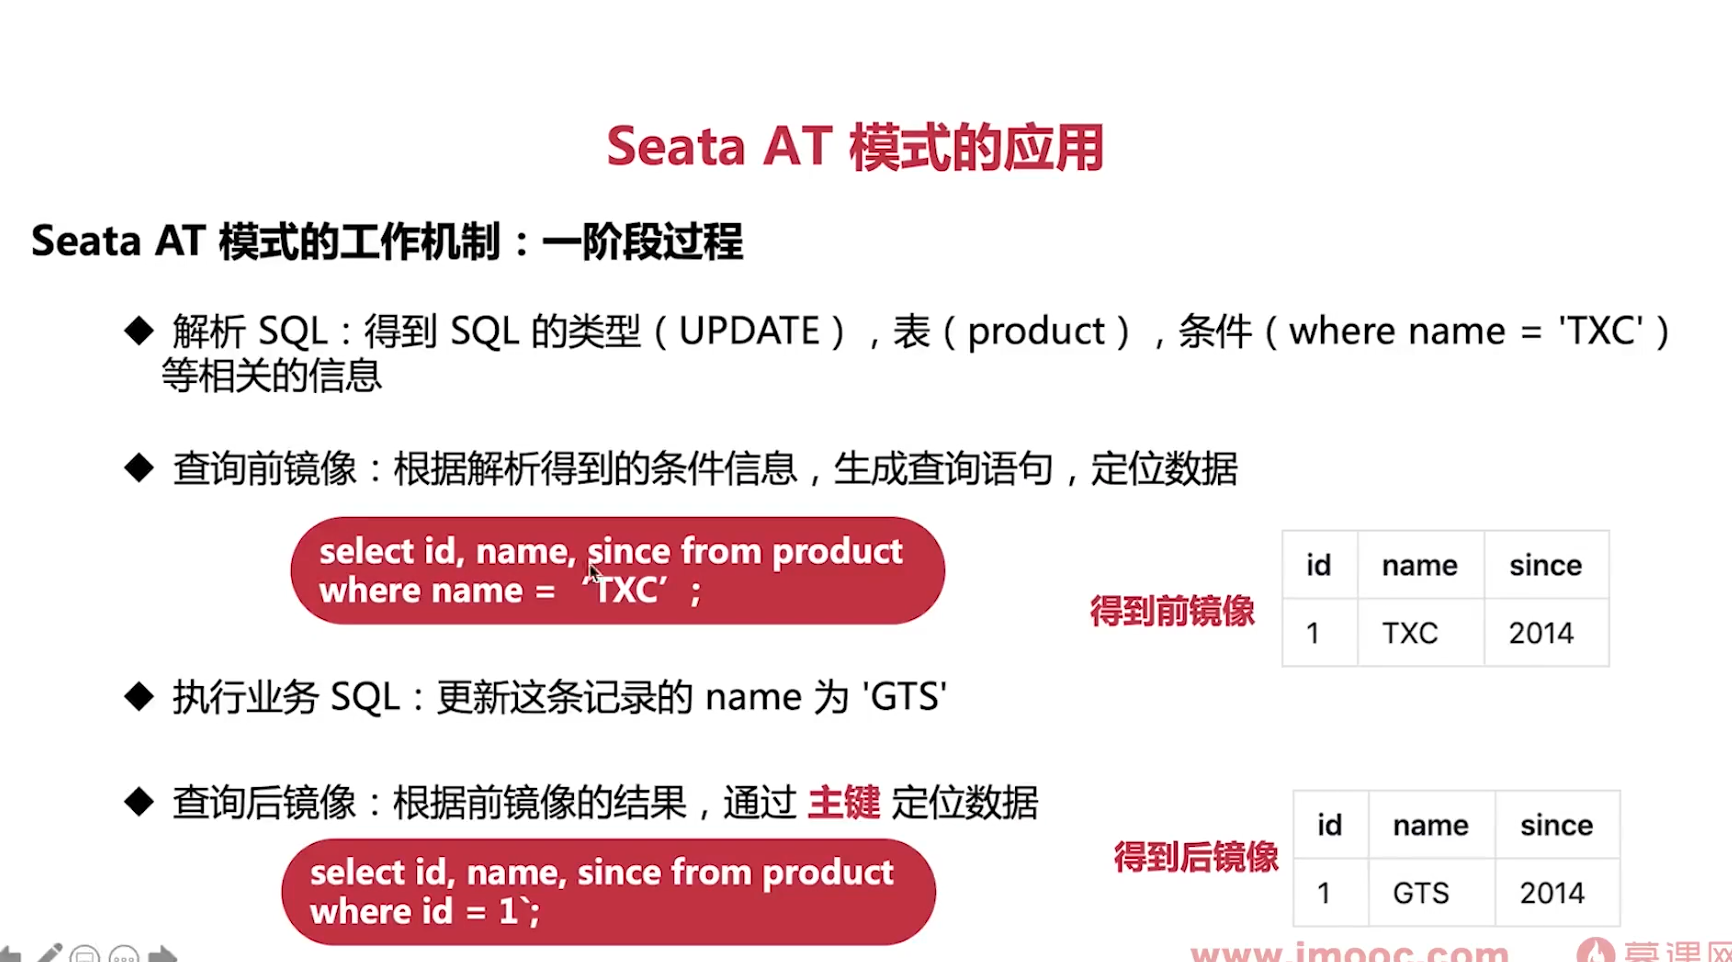 Seata AT 模式的应用
Seata AT 模式的工作机制：一阶段过程
◆ 解析 SQL：得到 SQL 的类型（UPDATE），表（product），条件（where name = 'TXC'）
等相关的信息
◆ 查询前镜像：根据解析得到的条件信息，生成查询语句，定位数据
select id, name, since from product
where name = ‘TXC’；
得到前镜像
id name since
1 TXC 2014
◆ 执行业务 SQL：更新这条记录的 name 为 'GTS'
◆ 查询后镜像：根据前镜像的结果，通过 主键 定位数据
select id, name, since from product
where id = 1`;
得到后镜像
id name since
1 GTS 2014
www.imooc.com 慕课网